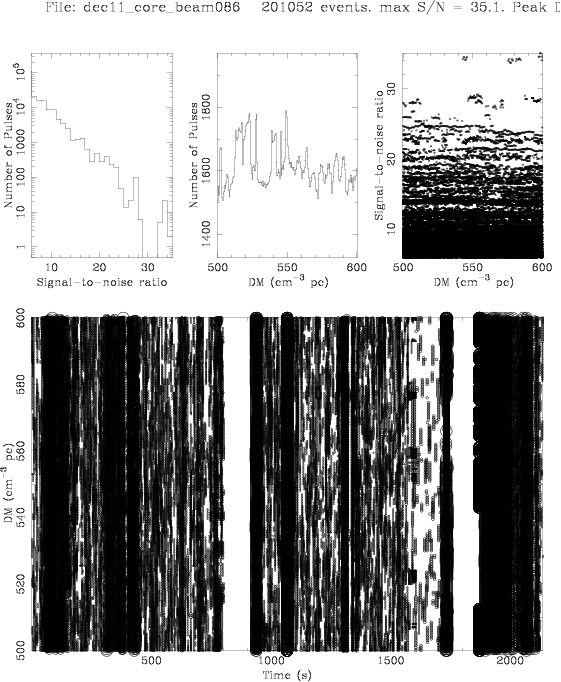 File: dec11_core_beam086 201052 events. max S/N = 35.1. Peak D
Number of Pulses
1 10 100 1000 10⁴ 10⁵
10 20 30
Signal-to-noise ratio
Number of Pulses
1400 1600 1800
500 550 600
DM (cm⁻³ pc)
Signal-to-noise ratio
10 20 30
500 550 600
DM (cm⁻³ pc)
DM (cm⁻³ pc)
500 520 540 560 580 600
500 1000 1500 2000
Time (s)